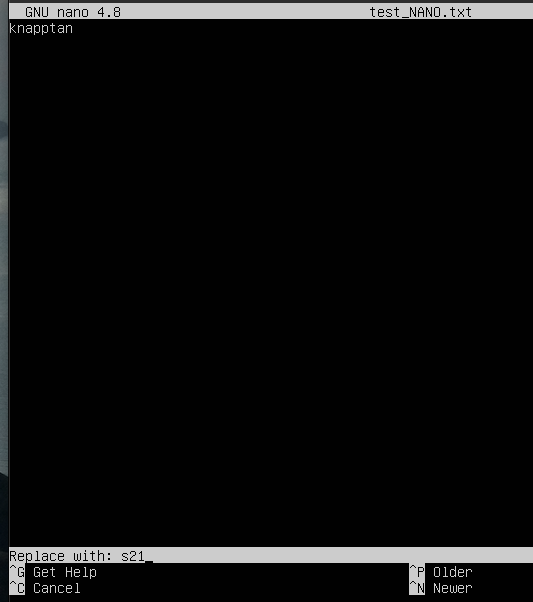 GNU nano 4.8 test_NANO.txt
knapptan
Replace with: s21_
^G Get Help ^P Older
^C Cancel ^N Newer